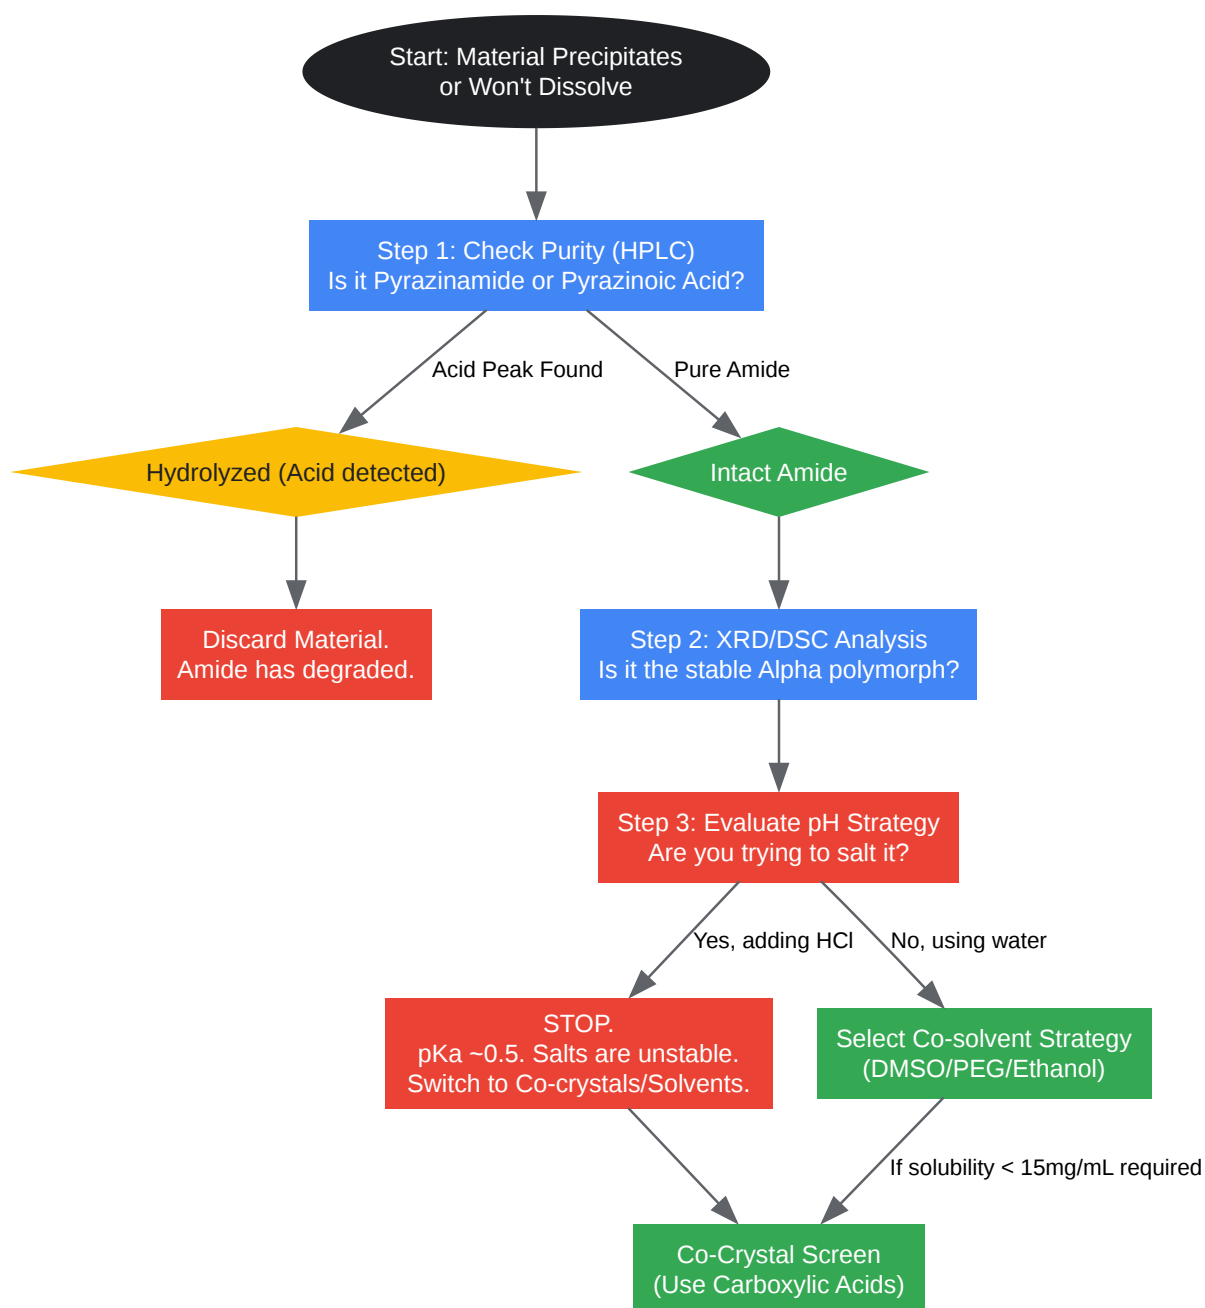 Start: Material Precipitates
or Won't Dissolve
Step 1: Check Purity (HPLC)
Is it Pyrazinamide or Pyrazinoic Acid?
Acid Peak Found
Pure Amide
Hydrolyzed (Acid detected)
Intact Amide
Discard Material.
Amide has degraded.
Step 2: XRD/DSC Analysis
Is it the stable Alpha polymorph?
Step 3: Evaluate pH Strategy
Are you trying to salt it?
Yes, adding HCl
No, using water
STOP.
pKa ~0.5. Salts are unstable.
Switch to Co-crystals/Solvents.
Select Co-solvent Strategy
(DMSO/PEG/Ethanol)
If solubility < 15mg/mL required
Co-Crystal Screen
(Use Carboxylic Acids)